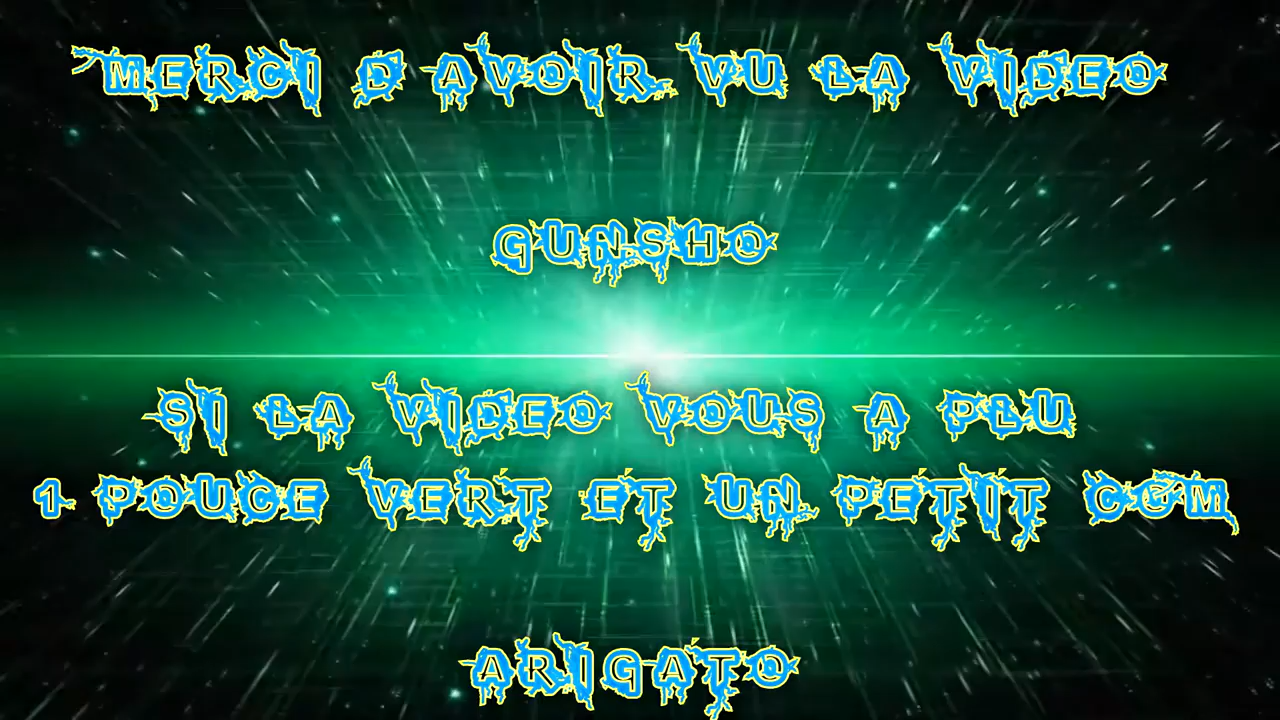 MERCI D AVOIR VU LA VIDEO
GUNSHO
SI LA VIDEO VOUS A PLU
1 POUCE VERT ET UN PETIT COM
ARIGATO